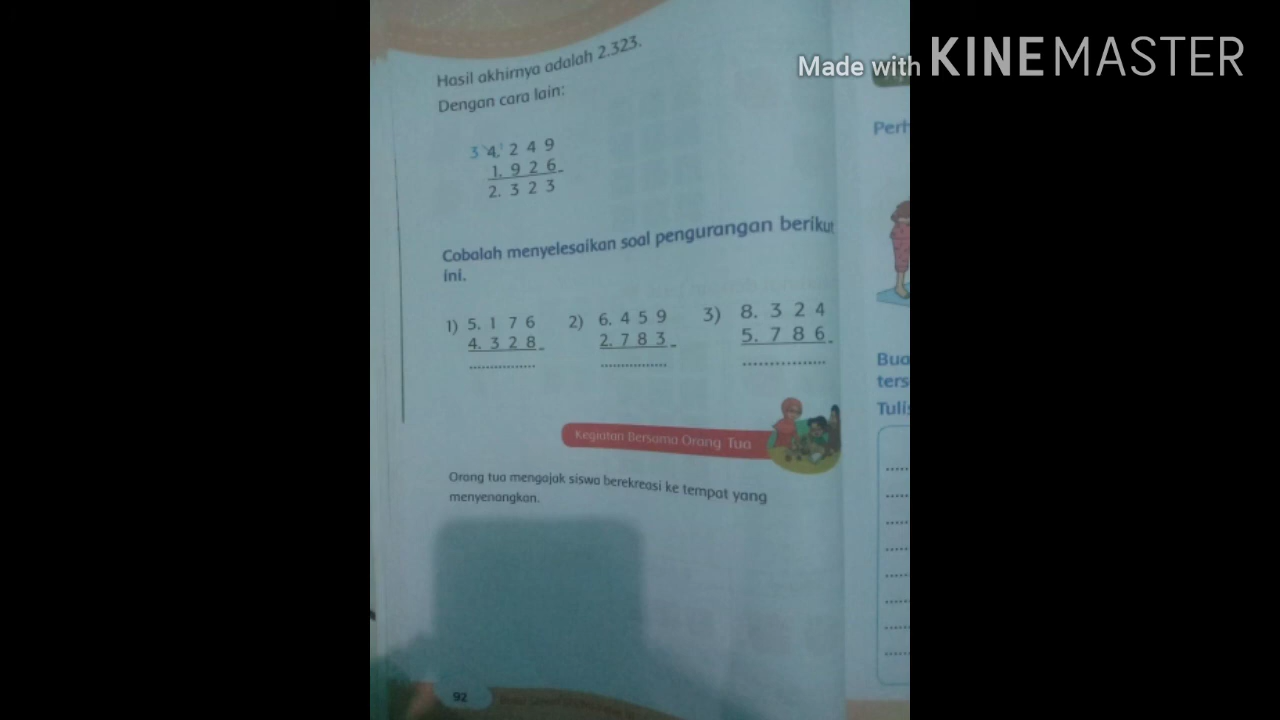 Made with KINEMASTER
Hasil akhirnya adalah 2.323.
Dengan cara lain:
3 4.¹ 2 4 9
1. 9 2 6 -
2. 3 2 3
Cobalah menyelesaikan soal pengurangan berikut
ini.
1) 5. 1 7 6 2) 6. 4 5 9 3) 8. 3 2 4
4. 3 2 8 - 2. 7 8 3 - 5. 7 8 6 -
................ ................ ................
Kegiatan Bersama Orang Tua
Orang tua mengajak siswa berekreasi ke tempat yang
menyenangkan.
92
Perh
Bua
ters
Tulis